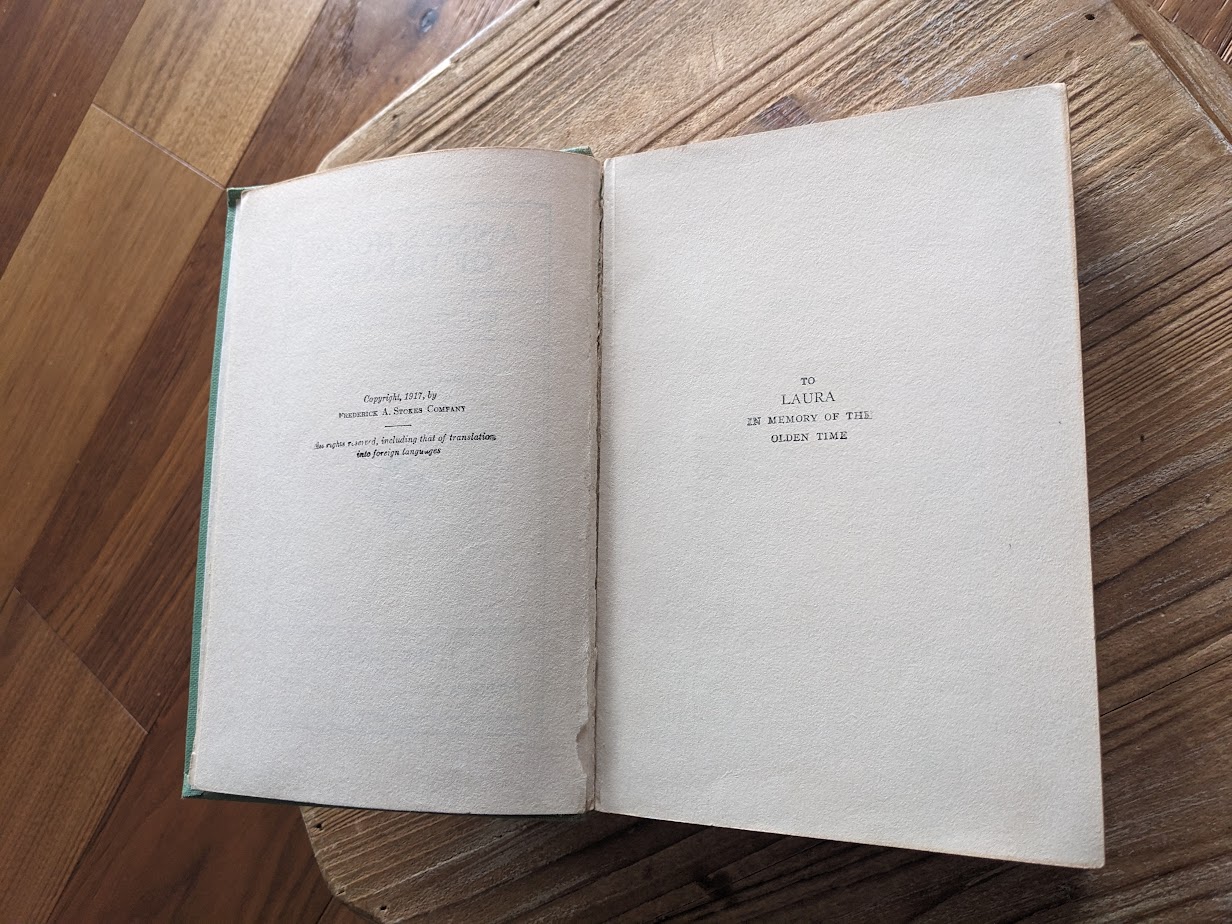 Copyright, 1917, by
FREDERICK A. STOKES COMPANY
All rights reserved, including that of translation
into foreign languages
TO
LAURA
IN MEMORY OF THE
OLDEN TIME